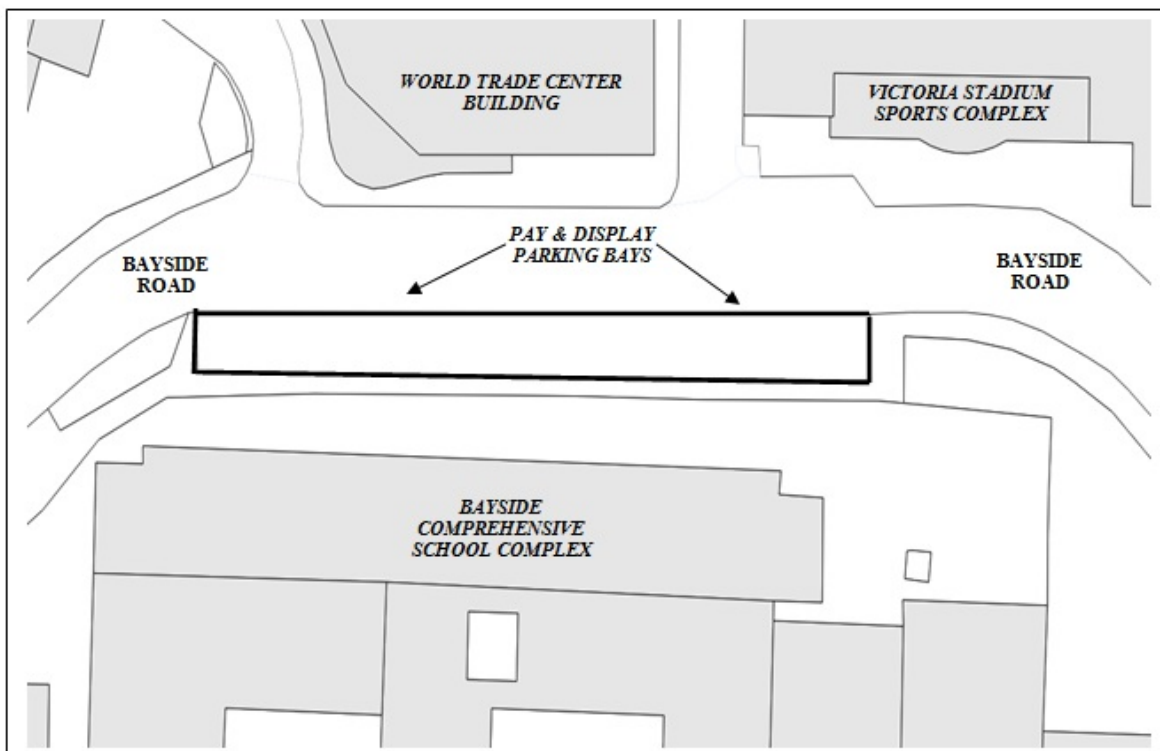 WORLD TRADE CENTER
BUILDING
VICTORIA STADIUM
SPORTS COMPLEX
PAY & DISPLAY
PARKING BAYS
BAYSIDE
ROAD
BAYSIDE
ROAD
BAYSIDE
COMPREHENSIVE
SCHOOL COMPLEX